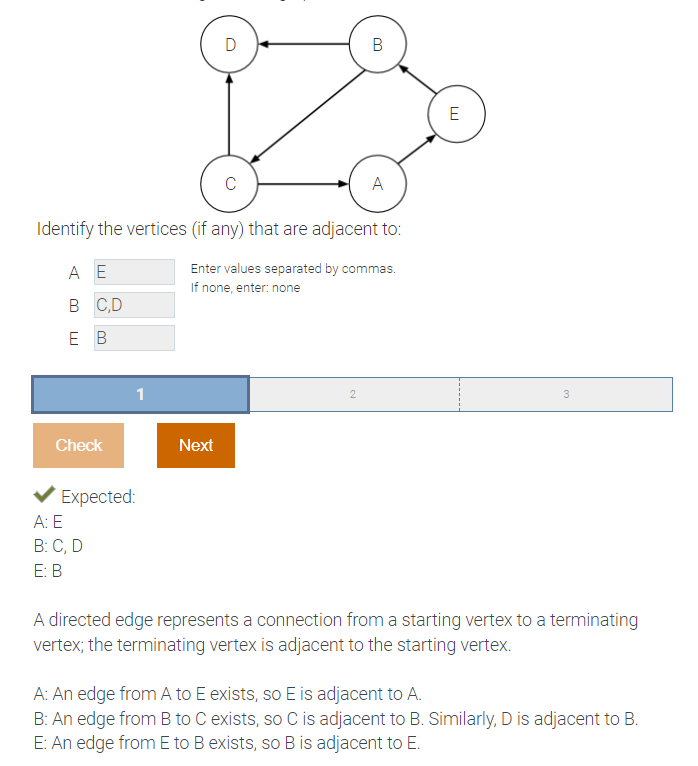 D
B
E
C
A
Identify the vertices (if any) that are adjacent to:
A E
Enter values separated by commas.
If none, enter: none
B C,D
E B
1 2 3
Check Next
Expected:
A: E
B: C, D
E: B
A directed edge represents a connection from a starting vertex to a terminating
vertex; the terminating vertex is adjacent to the starting vertex.
A: An edge from A to E exists, so E is adjacent to A.
B: An edge from B to C exists, so C is adjacent to B. Similarly, D is adjacent to B.
E: An edge from E to B exists, so B is adjacent to E.